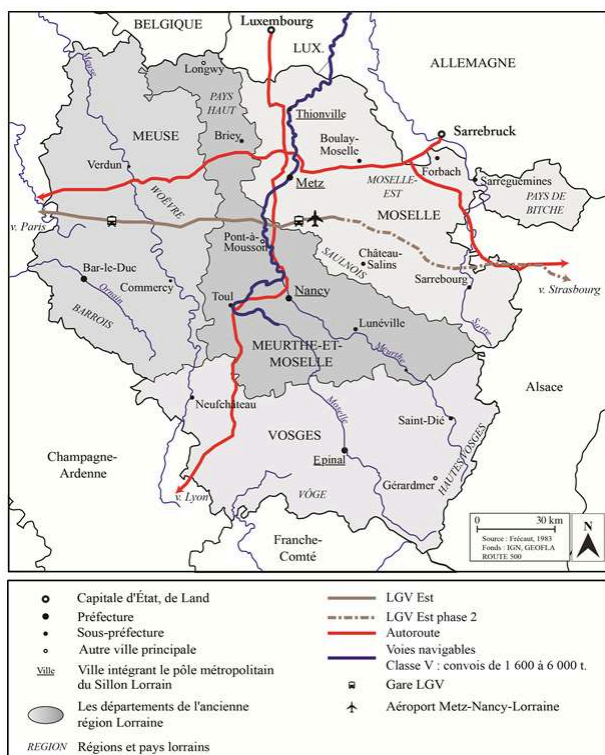 BELGIQUE
Luxembourg
LUX.
ALLEMAGNE
Meuse
Longwy
PAYS
HAUT
Thionville
MEUSE
Briey
Boulay-
Moselle
Sarrebruck
Verdun
Forbach
Metz
MOSELLE-
EST
Sarreguemines
WOËVRE
MOSELLE
PAYS DE
BITCHE
v. Paris
Pont-à-
Mousson
SAULNOIS
Château-
Salins
Bar-le-Duc
Commercy
Ornain
Toul
Nancy
Sarrebourg
v. Strasbourg
BARROIS
Lunéville
Sarre
MEURTHE-ET-
MOSELLE
Meurthe
Alsace
Neufchâteau
Moselle
Saint-Dié
Champagne-
Ardenne
VOSGES
Epinal
HAUTES VOSGES
Gérardmer
v. Lyon
VÔGE
Franche-
Comté
0 30 km
Source : Frécaut, 1983
Fonds : IGN, GEOFLA
ROUTE 500
N
Capitale d'État, de Land
Préfecture
Sous-préfecture
Autre ville principale
Ville Ville intégrant le pôle métropolitain
du Sillon Lorrain
Les départements de l'ancienne
région Lorraine
REGION Régions et pays lorrains
LGV Est
LGV Est phase 2
Autoroute
Voies navigables
Classe V : convois de 1 600 à 6 000 t.
Gare LGV
Aéroport Metz-Nancy-Lorraine